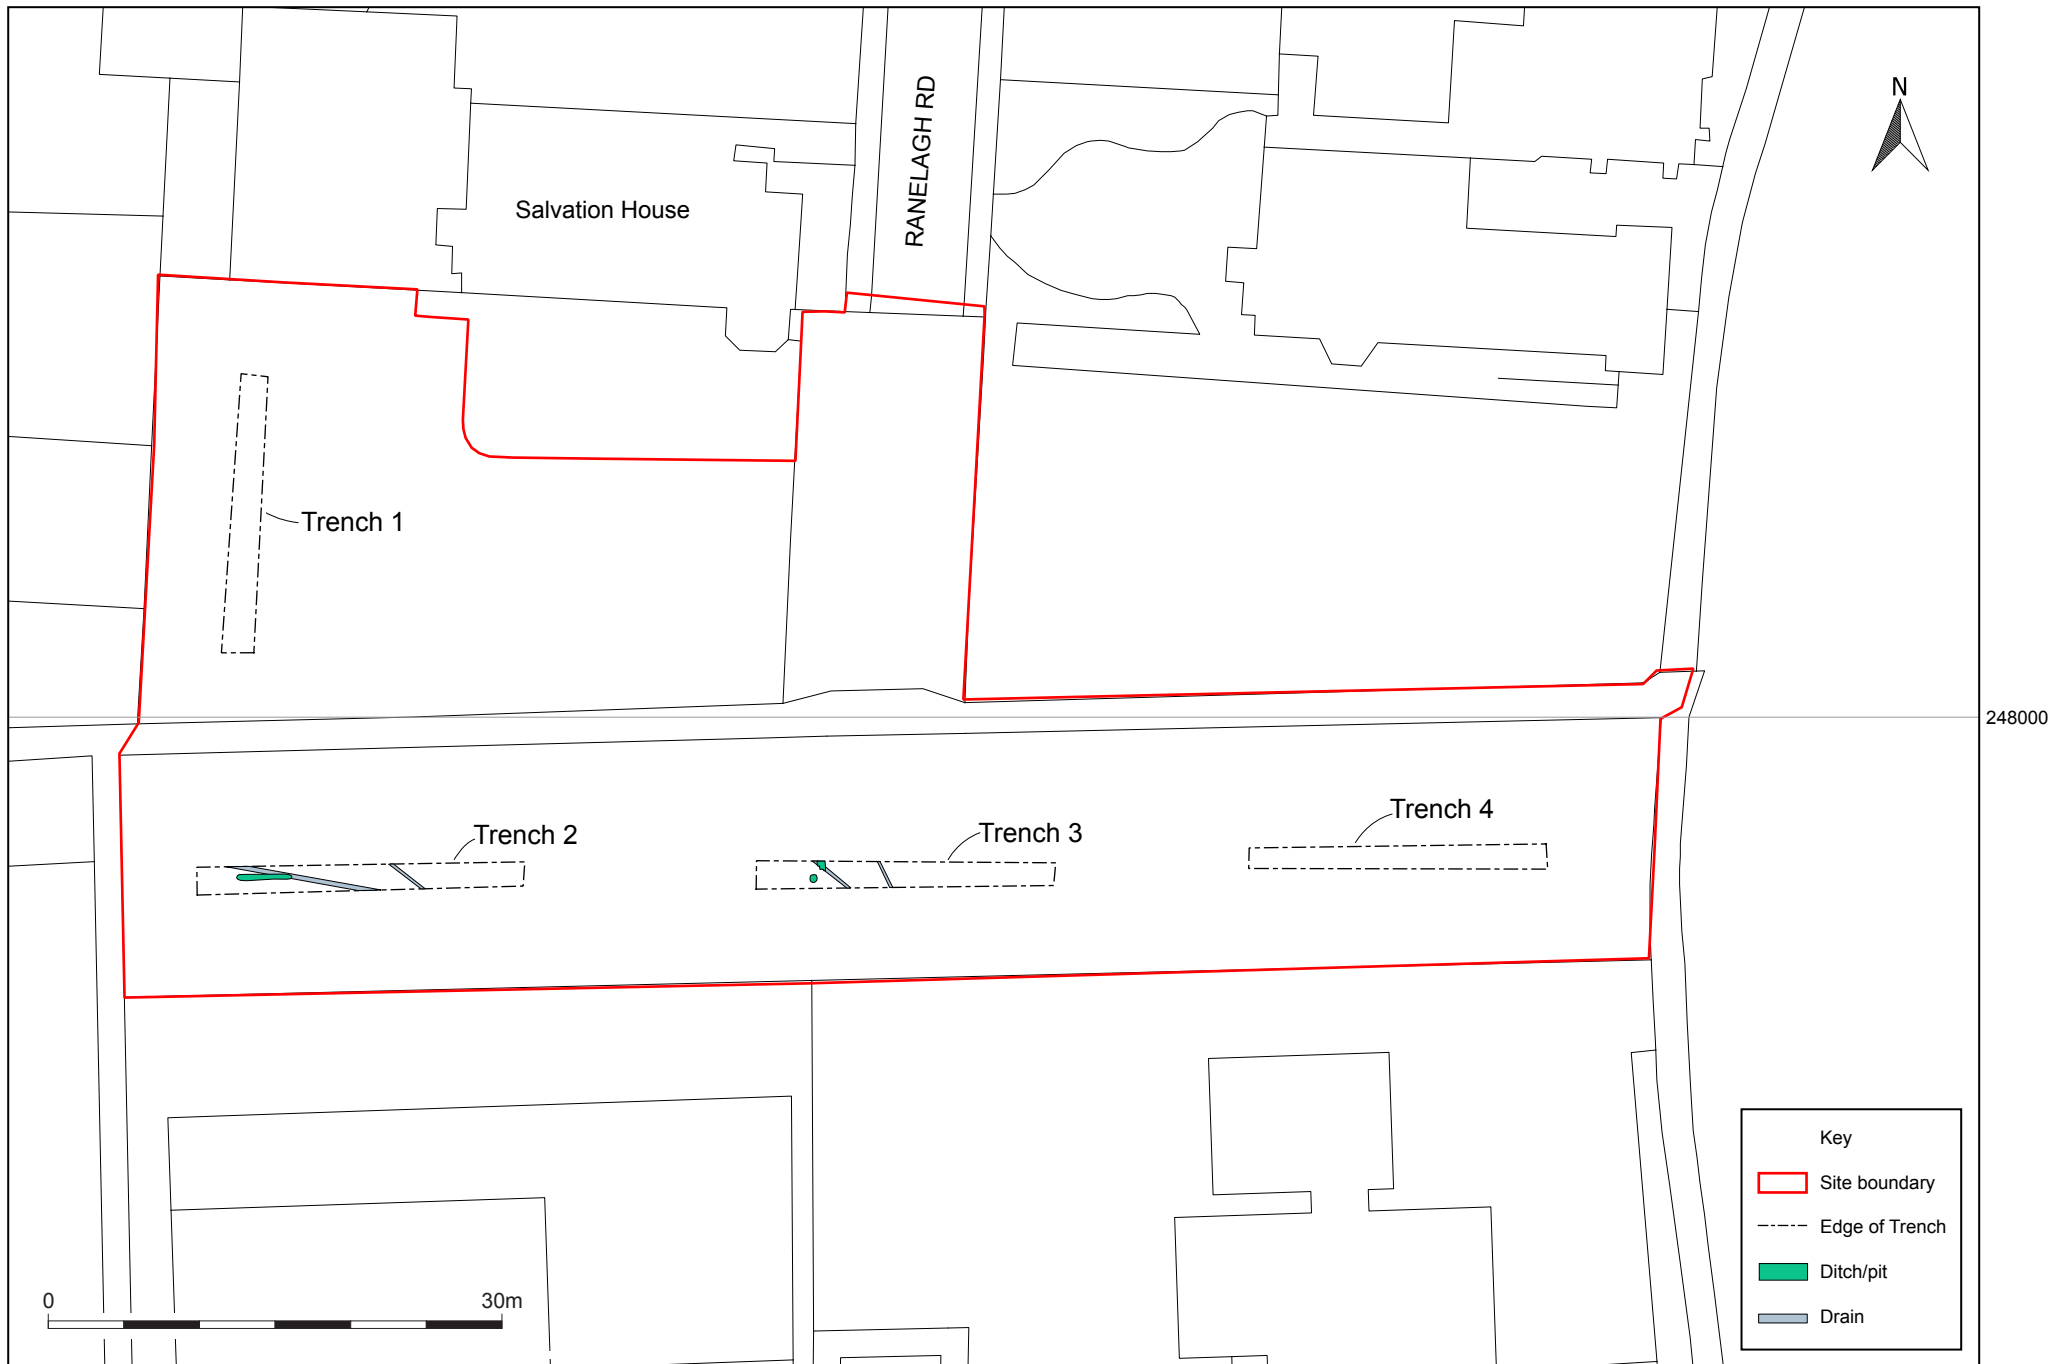 RANELAGH RD
N
Salvation House
Trench 1
248000
Trench 4
Trench 2
Trench 3
Key
Site boundary
Edge of Trench
Ditch/pit
Drain
0
30m